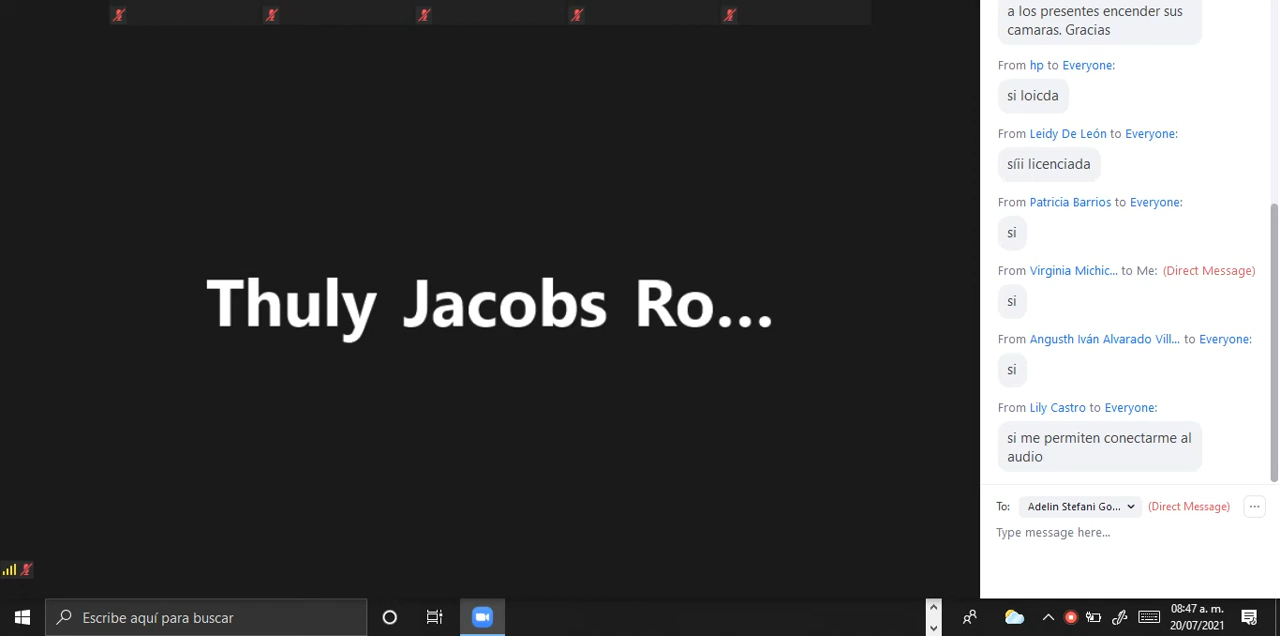 a los presentes encender sus
camaras. Gracias
From hp to Everyone:
si loicda
From Leidy De León to Everyone:
síii licenciada
From Patricia Barrios to Everyone:
si
From Virginia Michic... to Me: (Direct Message)
si
From Angusth Iván Alvarado Vill... to Everyone:
si
From Lily Castro to Everyone:
si me permiten conectarme al
audio
To: Adelin Stefani Go... (Direct Message)
Type message here...
Thuly Jacobs Ro...
Escribe aquí para buscar
08:47 a. m.
20/07/2021